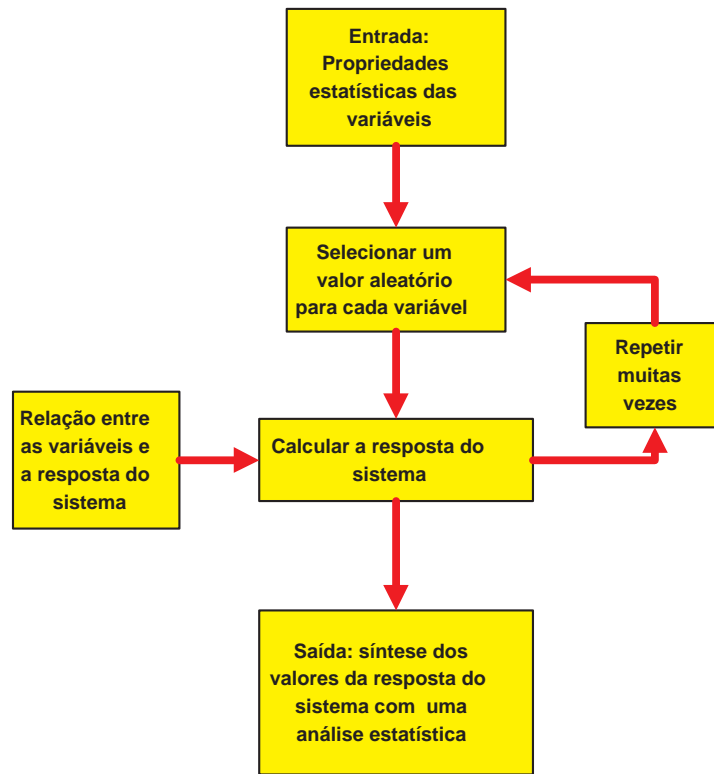 Entrada:
Propriedades
estatísticas das
variáveis
Selecionar um
valor aleatório
para cada variável
Repetir
muitas
vezes
Relação entre
as variáveis e
a resposta do
sistema
Calcular a resposta do
sistema
Saída: síntese dos
valores da resposta do
sistema com uma
análise estatística